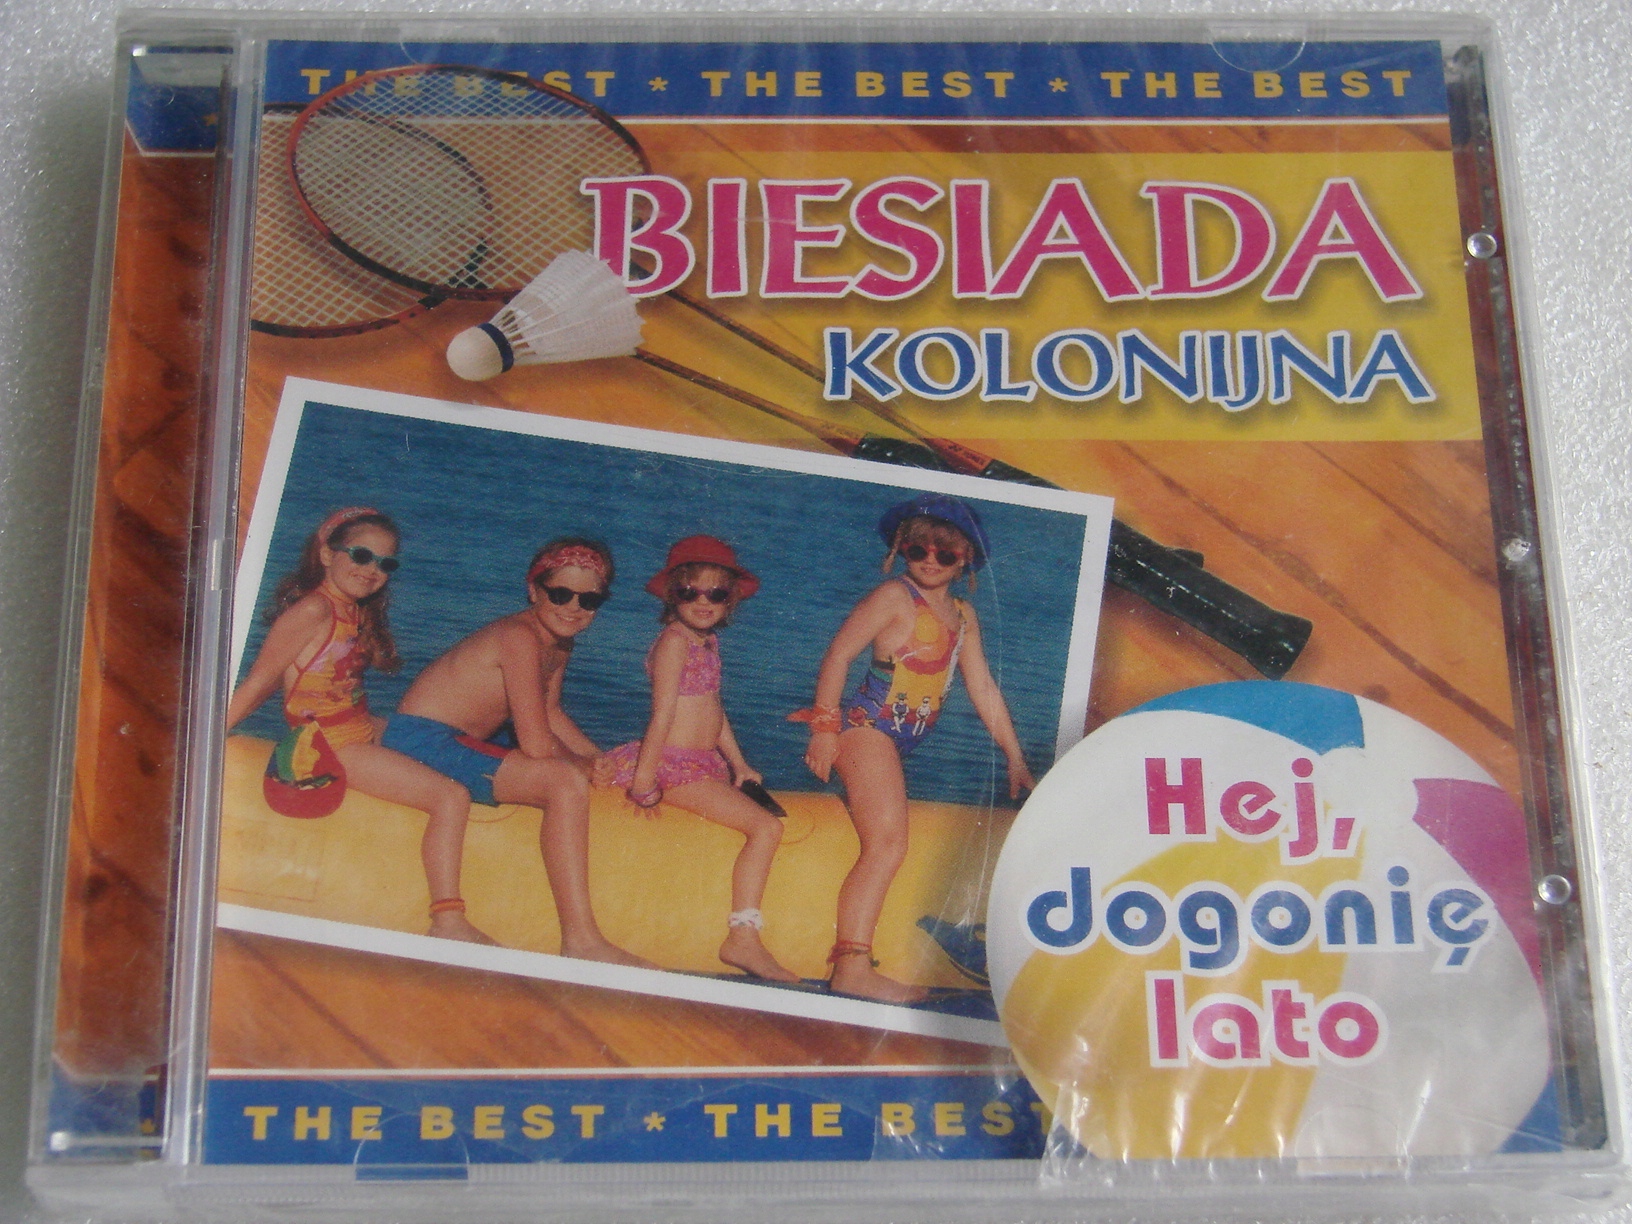 THE BEST * THE BEST * THE BEST
BIESIADA
KOLONIJNA
Hej,
dogonię
lato
THE BEST * THE BEST